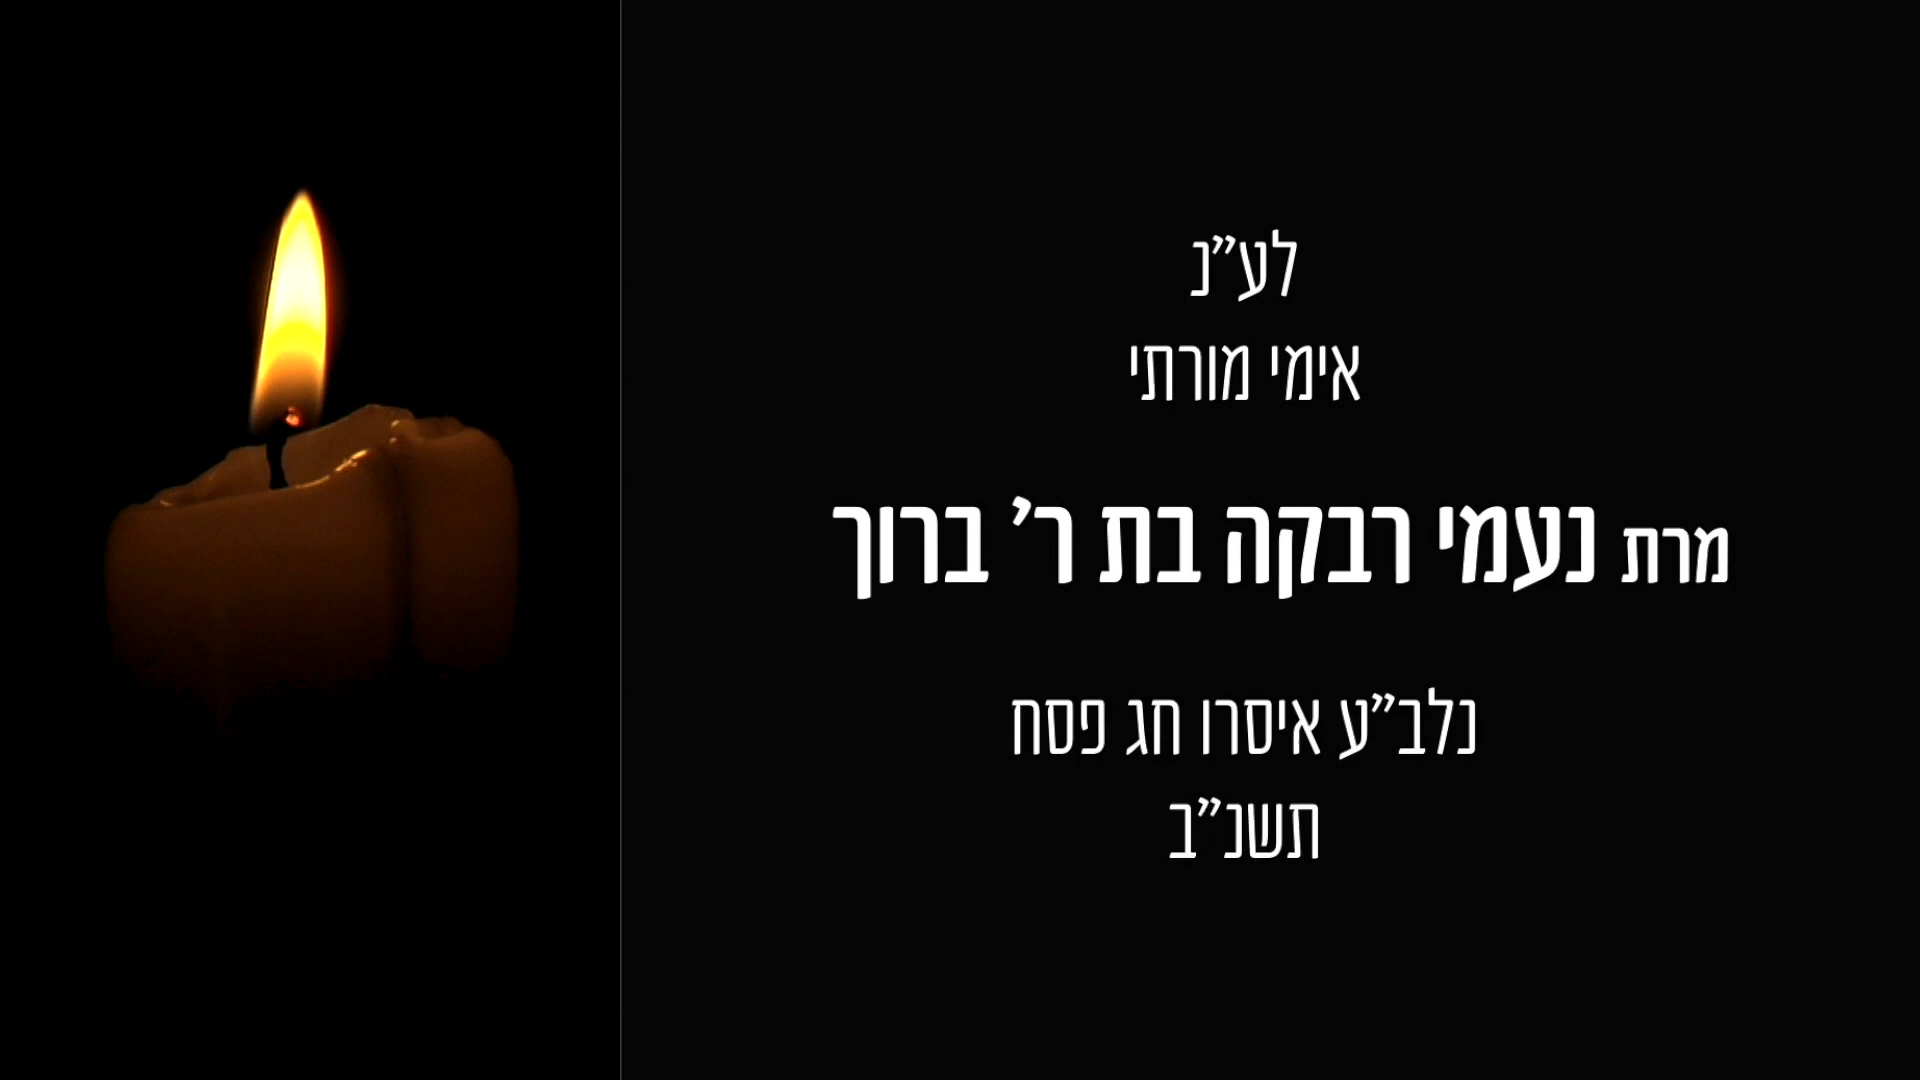 לע”נ
אימי מורתי
מרת נעמי רבקה בת ר’ ברוך
נלב”ע איסרו חג פסח
תשנ”ב